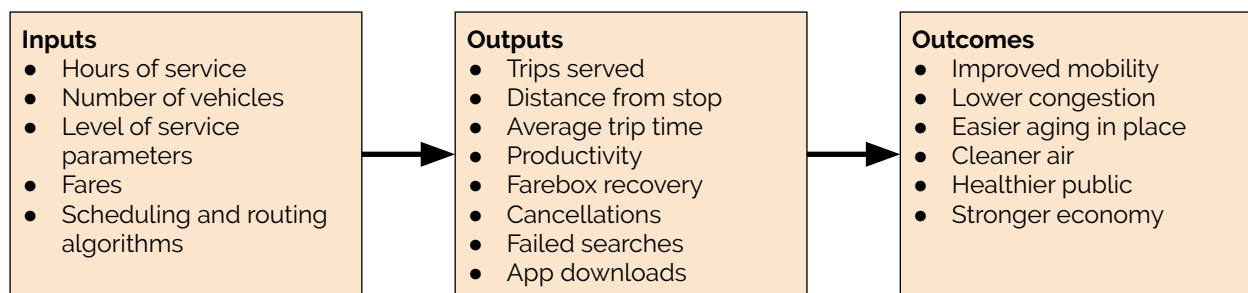 Inputs
● Hours of service
● Number of vehicles
● Level of service
parameters
● Fares
● Scheduling and routing
algorithms
Outputs
● Trips served
● Distance from stop
● Average trip time
● Productivity
● Farebox recovery
● Cancellations
● Failed searches
● App downloads
Outcomes
● Improved mobility
● Lower congestion
● Easier aging in place
● Cleaner air
● Healthier public
● Stronger economy